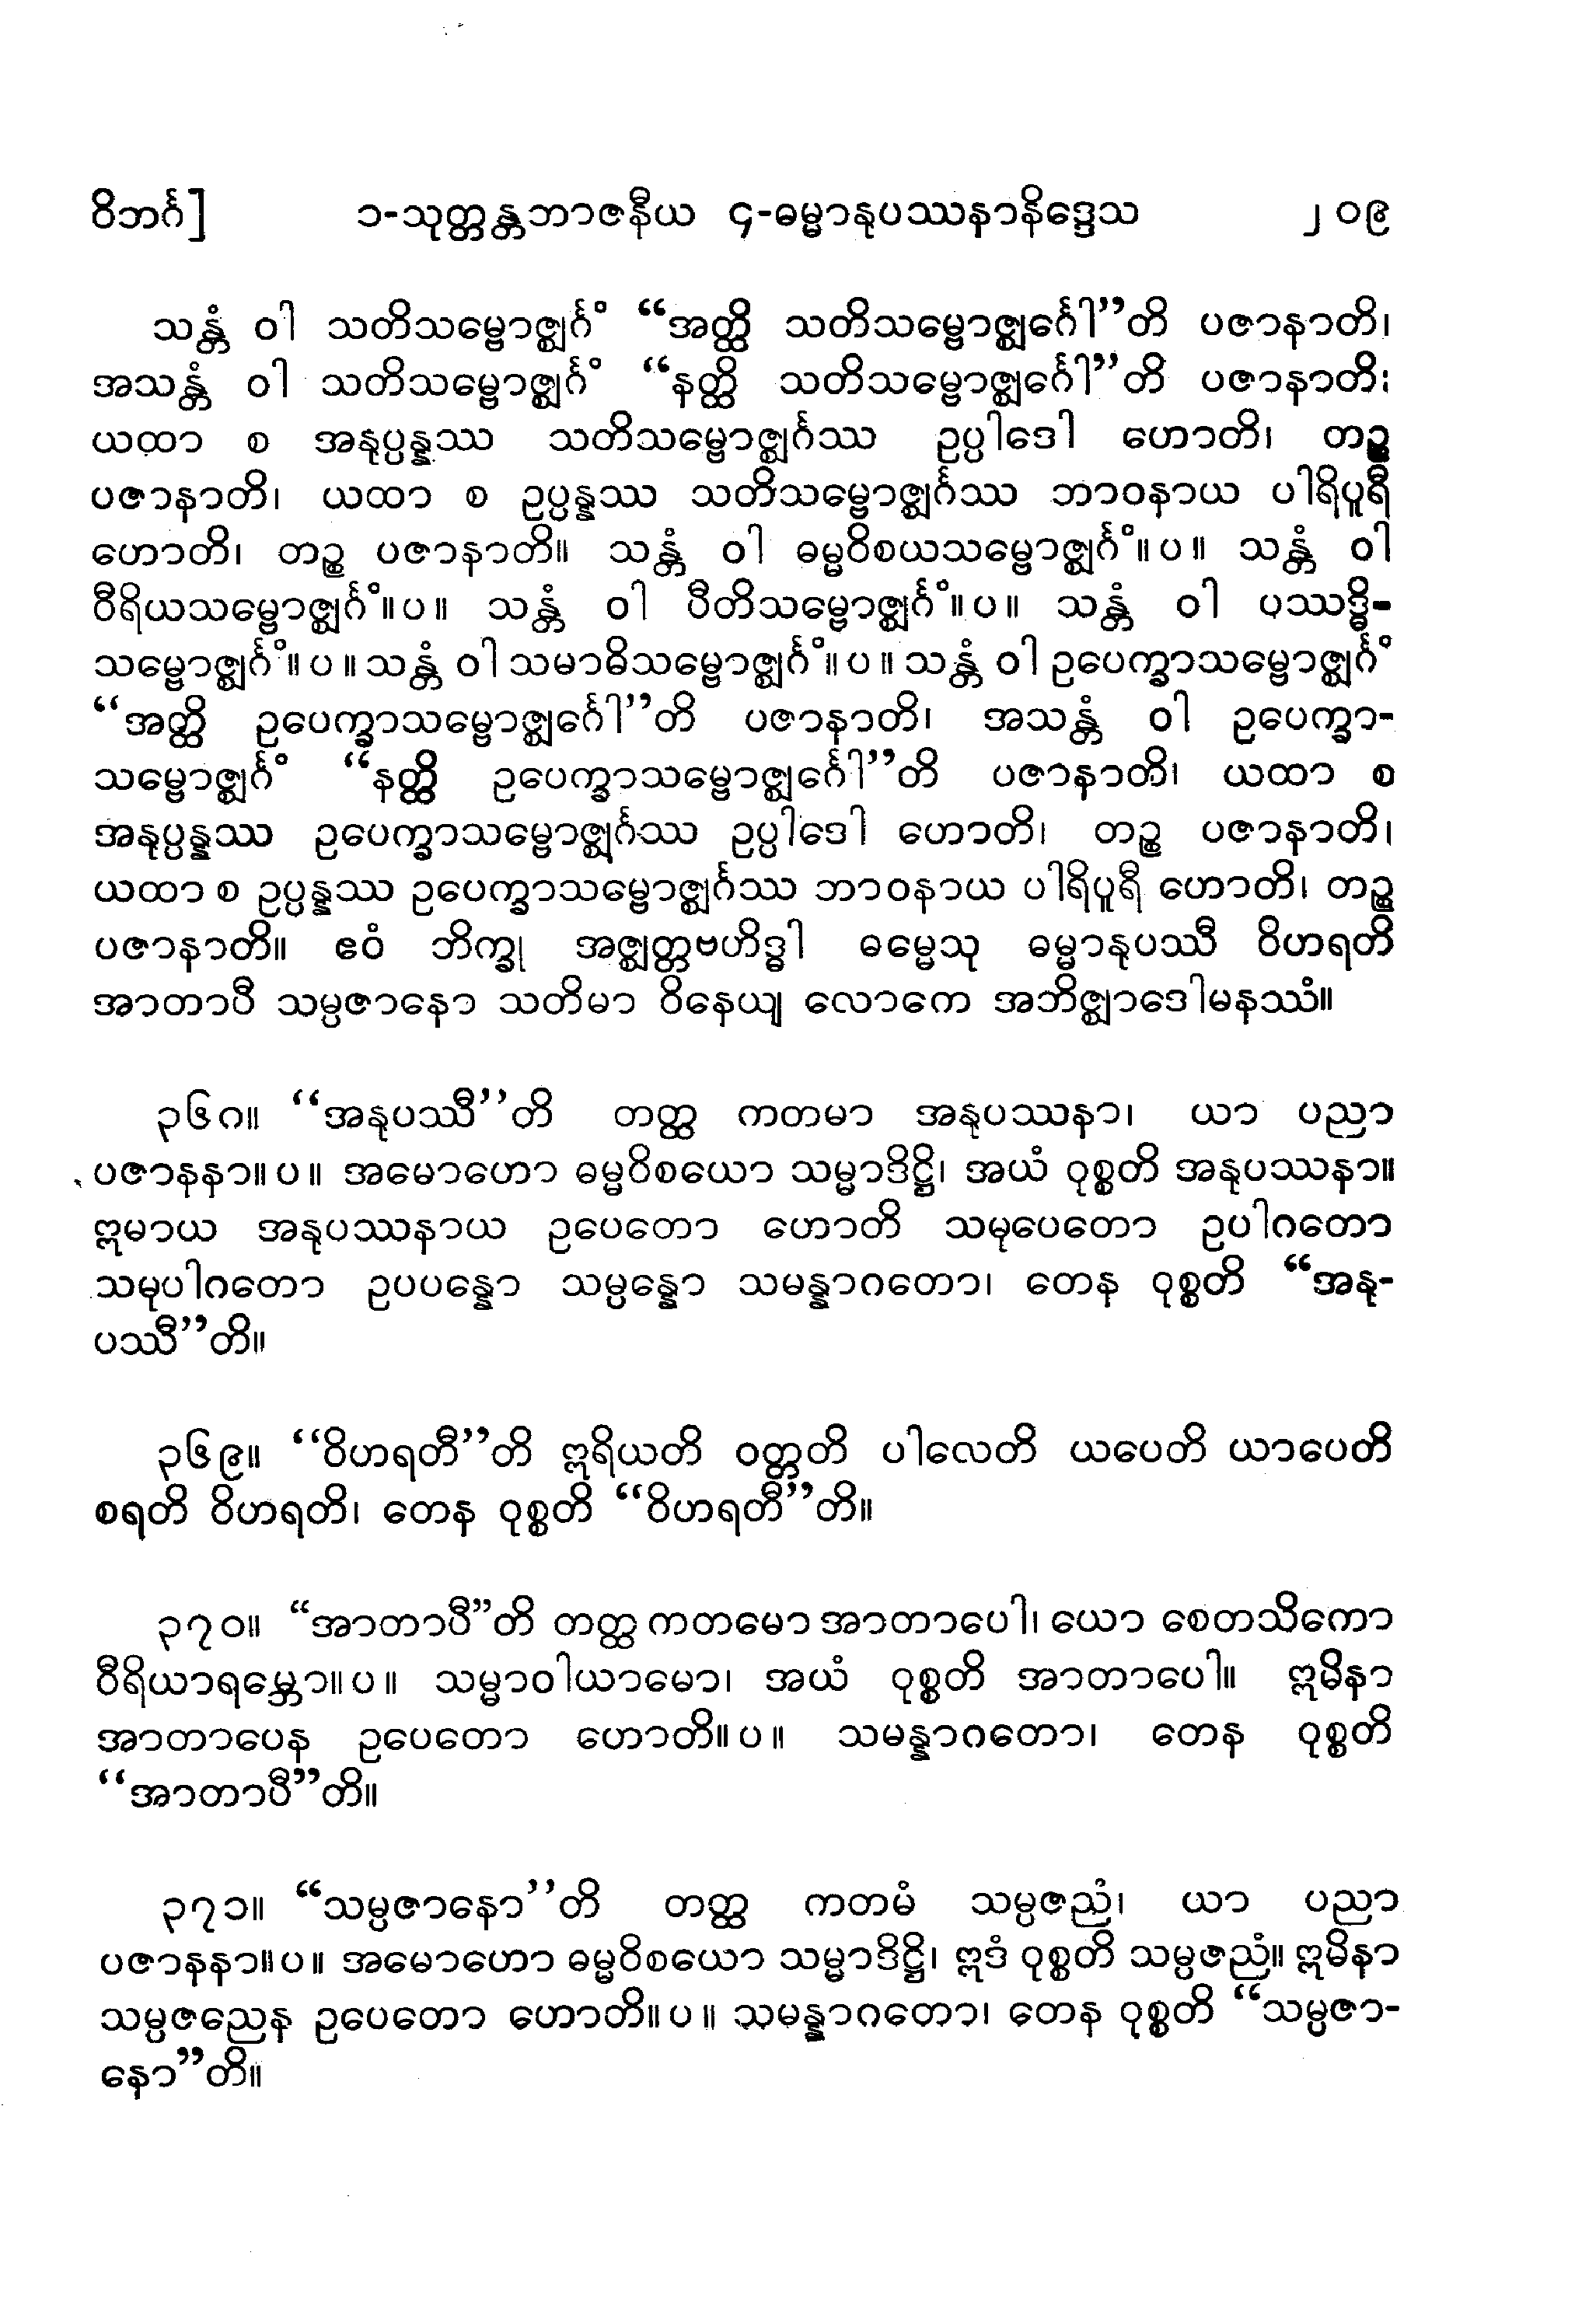 ဝိဘင်္ဂ] ၁-သုတ္တန္တဘာဇနီယ ၄-ဓမ္မာနုပဿနာနိဒ္ဒေသ ၂၀၉
သန္တံ ဝါ သတိသမ္ဗောဇ္ဈင်္ဂံ “အတ္ထိ သတိသမ္ဗောဇ္ဈင်္ဂေါ”တိ ပဇာနာတိ၊
အသန္တံ ဝါ သတိသမ္ဗောဇ္ဈင်္ဂံ “နတ္ထိ သတိသမ္ဗောဇ္ဈင်္ဂေါ”တိ ပဇာနာတိ၊
ယထာ စ အနုပ္ပန္နဿ သတိသမ္ဗောဇ္ဈင်္ဂဿ ဥပ္ပါဒေါ ဟောတိ၊ တဉ္စ
ပဇာနာတိ၊ ယထာ စ ဥပ္ပန္နဿ သတိသမ္ဗောဇ္ဈင်္ဂဿ ဘာဝနာယ ပါရိပူရီ
ဟောတိ၊ တဉ္စ ပဇာနာတိ။ သန္တံ ဝါ ဓမ္မဝိစယသမ္ဗောဇ္ဈင်္ဂံ။ပ။ သန္တံ ဝါ
ဝီရိယသမ္ဗောဇ္ဈင်္ဂံ။ပ။ သန္တံ ဝါ ပီတိသမ္ဗောဇ္ဈင်္ဂံ။ပ။ သန္တံ ဝါ ပဿဒ္ဓိ-
သမ္ဗောဇ္ဈင်္ဂံ။ပ။သန္တံ ဝါ သမာဓိသမ္ဗောဇ္ဈင်္ဂံ။ပ။သန္တံ ဝါ ဥပေက္ခာသမ္ဗောဇ္ဈင်္ဂံ
“အတ္ထိ ဥပေက္ခာသမ္ဗောဇ္ဈင်္ဂေါ”တိ ပဇာနာတိ၊ အသန္တံ ဝါ ဥပေက္ခာ-
သမ္ဗောဇ္ဈင်္ဂံ “နတ္ထိ ဥပေက္ခာသမ္ဗောဇ္ဈင်္ဂေါ”တိ ပဇာနာတိ၊ ယထာ စ
အနုပ္ပန္နဿ ဥပေက္ခာသမ္ဗောဇ္ဈင်္ဂဿ ဥပ္ပါဒေါ ဟောတိ၊ တဉ္စ ပဇာနာတိ၊
ယထာ စ ဥပ္ပန္နဿ ဥပေက္ခာသမ္ဗောဇ္ဈင်္ဂဿ ဘာဝနာယ ပါရိပူရီ ဟောတိ၊ တဉ္စ
ပဇာနာတိ။ ဧဝံ ဘိက္ခု အဇ္ဈတ္တဗဟိဒ္ဓါ ဓမ္မေသု ဓမ္မာနုပဿီ ဝိဟရတိ
အာတာပီ သမ္ပဇာနော သတိမာ ဝိနေယျ လောကေ အဘိဇ္ဈာဒေါမနဿံ။
၃၆ဂ။ “အနုပဿီ”တိ တတ္ထ ကတမာ အနုပဿနာ၊ ယာ ပညာ
ပဇာနနာ။ပ။ အမောဟော ဓမ္မဝိစယော သမ္မာဒိဋ္ဌိ၊ အယံ ဝုစ္စတိ အနုပဿနာ။
ဣမာယ အနုပဿနာယ ဥပေတော ဟောတိ သမုပေတော ဥပါဂတော
သမုပါဂတော ဥပပန္နော သမ္ပန္နော သမန္နာဂတော၊ တေန ဝုစ္စတိ “အနု-
ပဿီ”တိ။
၃၆၉။ “ဝိဟရတီ”တိ ဣရိယတိ ဝတ္တတိ ပါလေတိ ယပေတိ ယာပေတိ
စရတိ ဝိဟရတိ၊ တေန ဝုစ္စတိ “ဝိဟရတီ”တိ။
၃၇၀။ “အာတာပီ”တိ တတ္ထ ကတမော အာတာပေါ၊ ယော စေတသိကော
ဝီရိယာရမ္ဘော။ပ။ သမ္မာဝါယာမော၊ အယံ ဝုစ္စတိ အာတာပေါ။ ဣမိနာ
အာတာပေန ဥပေတော ဟောတိ။ပ။ သမန္နာဂတော၊ တေန ဝုစ္စတိ
“အာတာပီ”တိ။
၃၇၁။ “သမ္ပဇာနော”တိ တတ္ထ ကတမံ သမ္ပဇညံ၊ ယာ ပညာ
ပဇာနနာ။ပ။ အမောဟော ဓမ္မဝိစယော သမ္မာဒိဋ္ဌိ၊ ဣဒံ ဝုစ္စတိ သမ္ပဇညံ။ ဣမိနာ
သမ္ပဇညေန ဥပေတော ဟောတိ။ပ။ သမန္နာဂတော၊ တေန ဝုစ္စတိ “သမ္ပဇာ-
နော”တိ။